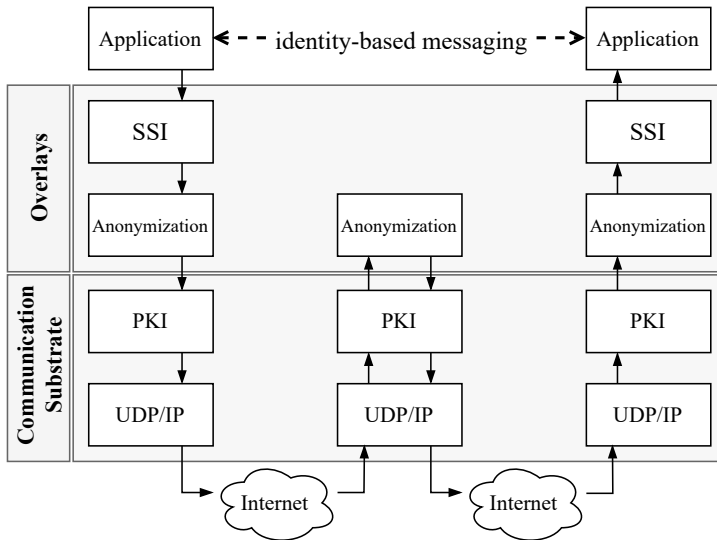 Application
identity-based messaging
Application
Overlays
SSI
SSI
Anonymization
Anonymization
Anonymization
Communication
Substrate
PKI
PKI
PKI
UDP/IP
UDP/IP
UDP/IP
Internet
Internet